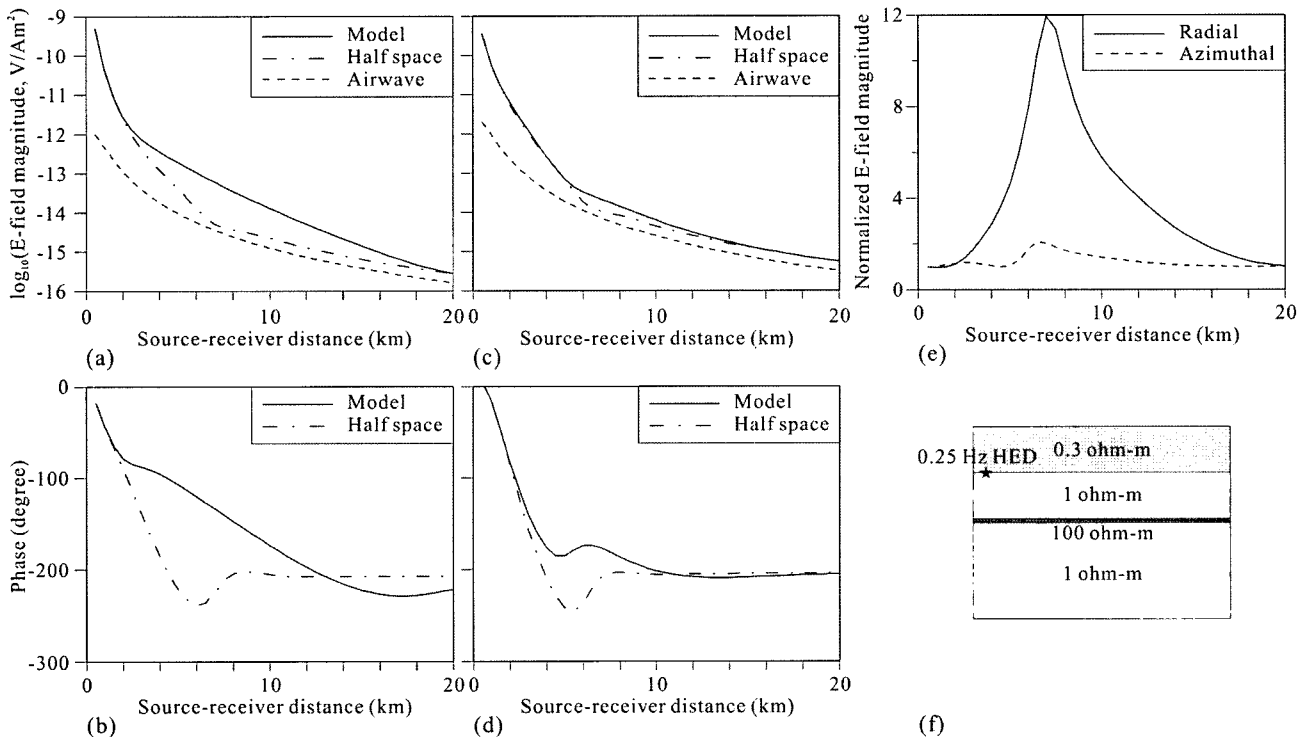 log₁₀(E-field magnitude, V/Am²)
-9
-10
-11
-12
-13
-14
-15
-16
Model
Half space
Airwave
0
10
20
Source-receiver distance (km)
(a)
Model
Half space
Airwave
0
10
20
Source-receiver distance (km)
(c)
Normalized E-field magnitude
12
8
4
0
Radial
Azimuthal
0
10
20
Source-receiver distance (km)
(e)
Phase (degree)
0
-100
-200
-300
Model
Half space
0
10
20
Source-receiver distance (km)
(b)
Model
Half space
0
10
20
Source-receiver distance (km)
(d)
0.25 Hz HED
0.3 ohm-m
1 ohm-m
100 ohm-m
1 ohm-m
(f)